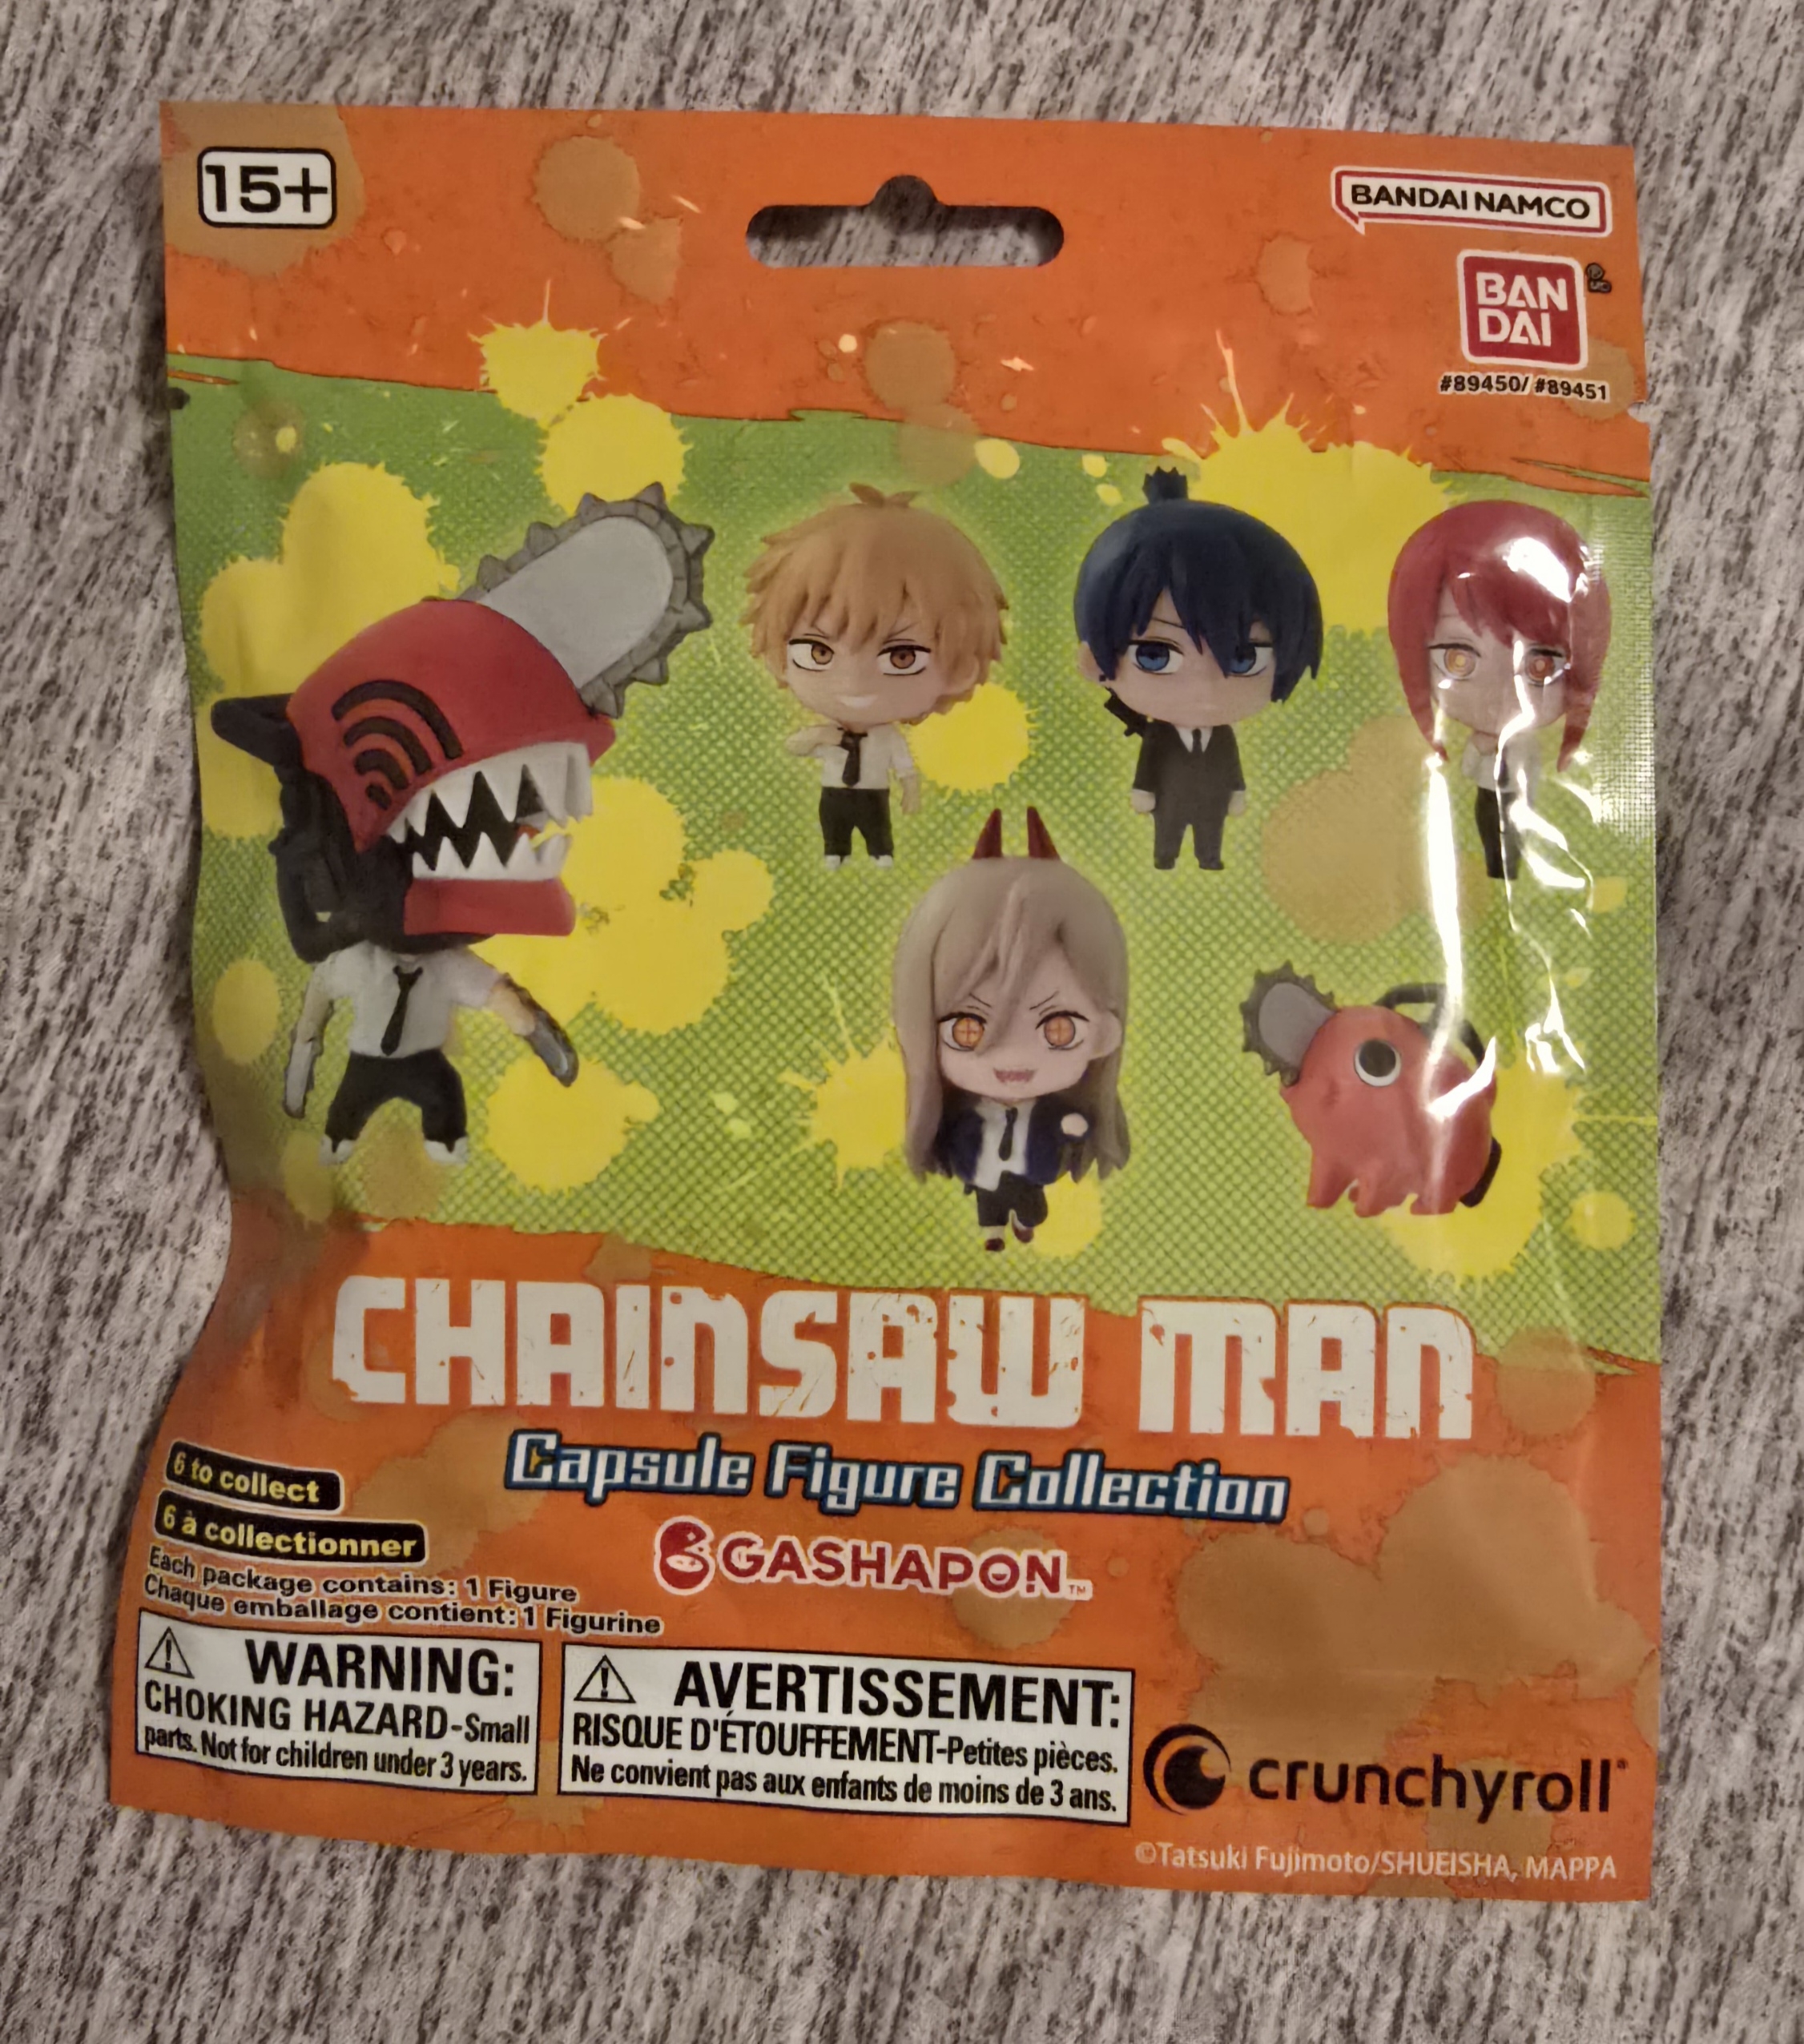 15+
BANDAI NAMCO
BAN
DAI
#89450/ #89451
CHAINSAW MAN
Capsule Figure Collection
GASHAPON™
6 to collect
6 à collectionner
Each package contains: 1 Figure
Chaque emballage contient: 1 Figurine
WARNING:
CHOKING HAZARD-Small
parts. Not for children under 3 years.
AVERTISSEMENT:
RISQUE D'ÉTOUFFEMENT-Petites pièces.
Ne convient pas aux enfants de moins de 3 ans.
crunchyroll
©Tatsuki Fujimoto/SHUEISHA, MAPPA